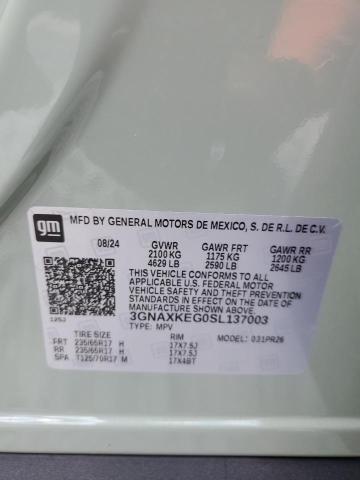 gm
MFD BY GENERAL MOTORS DE MEXICO, S. DE R.L. DE C.V.
08/24 GVWR GAWR FRT GAWR RR
2100 KG 1175 KG 1200 KG
4629 LB 2590 LB 2645 LB
THIS VEHICLE CONFORMS TO ALL
APPLICABLE U.S. FEDERAL MOTOR
VEHICLE SAFETY AND THEFT PREVENTION
STANDARDS IN EFFECT ON THE DATE OF
MANUFACTURE SHOWN ABOVE.
3GNAXKEG0SL137003
TYPE: MPV
125J
MODEL: 031PR26
TIRE SIZE RIM
FRT 235/65R17 H 17X7.5J
RR 235/65R17 H 17X7.5J
SPA T125/70R17 M 17X4BT